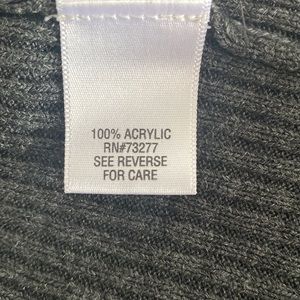 100% ACRYLIC
RN#73277
SEE REVERSE
FOR CARE